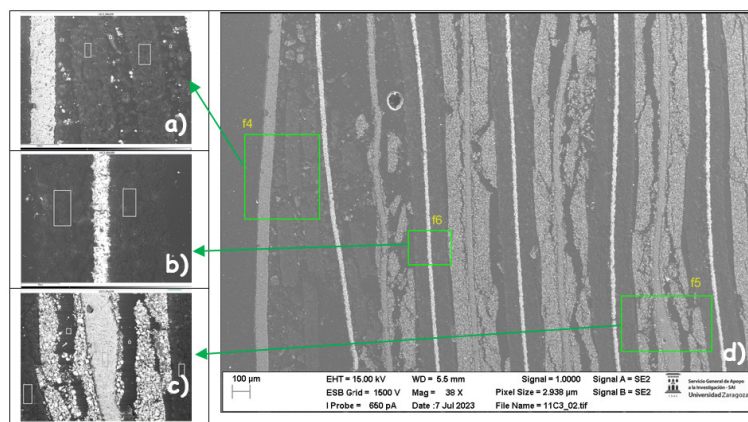 a)
b)
c)
f4
f6
f5
d)
100 µm
EHT = 15.00 kV
WD = 5.5 mm
Signal = 1.0000
Signal A = SE2
ESB Grid = 1500 V
Mag = 38 X
Pixel Size = 2.938 µm
Signal B = SE2
I Probe = 650 pA
Date :7 Jul 2023
File Name = 11C3_02.tif
Servicio General de Apoyo
a la Investigación - SAI
Universidad Zaragoza